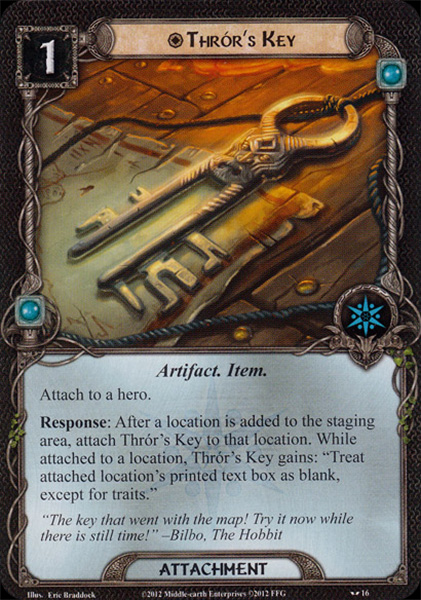 1
Thrór's Key
Artifact. Item.
Attach to a hero.
Response: After a location is added to the staging
area, attach Thrór's Key to that location. While
attached to a location, Thrór's Key gains: “Treat
attached location's printed text box as blank,
except for traits.”
“The key that went with the map! Try it now while
there is still time!” –Bilbo, The Hobbit
Attachment
Illus. Eric Braddock ©2012 Middle-earth Enterprises ©2012 FFG 16